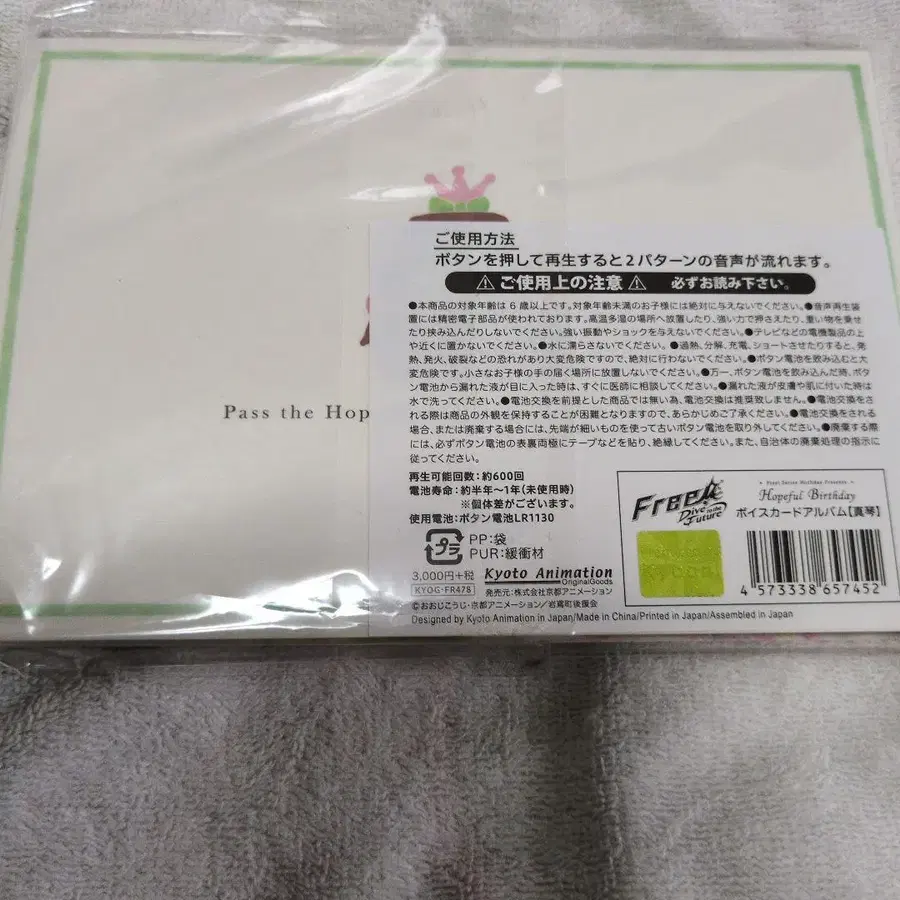 Pass the Hop
ご使用方法
ボタンを押して再生すると2パターンの音声が流れます。
⚠ご使用上の注意⚠ 必ずお読み下さい。
●本商品の対象年齢は6歳以上です。対象年齢未満のお子様には絶対に与えないでください。●音声再生装
置には精密電子部品が使われております。高温多湿の場所へ放置したり、強い力で押さえたり、重い物を乗せ
たり挟み込んだりしないでください。強い振動やショックを与えないでください。●テレビなどの電機製品の上
や近くに置かないでください。●水に濡らさないでください。●過熱、分解、充電、ショートさせたりすると、発
熱、発火、破裂などの恐れがあり大変危険ですので、絶対に行わないでください。●ボタン電池を飲み込むと大
変危険です。小さなお子様の手の届く場所に放置しないでください。●万一、ボタン電池を飲み込んだ時、ボタ
ン電池から漏れた液が目に入った時は、すぐに医師に相談してください。●漏れた液が皮膚や肌に付いた時は
水で洗ってください。●電池交換を前提とした商品では無い為、電池交換は推奨致しません。●電池交換をさ
れる際は商品の外観を保持することが困難となりますので、あらかじめご了承ください。●電池交換をされる
場合、または廃棄する場合には、先端が細いものを使って古いボタン電池を取り外してください。●廃棄する際
には、必ずボタン電池の表裏両極にテープなどを貼り、絶縁してください。また、自治体の廃棄処理の指示に
従ってください。
再生可能回数：約600回
電池寿命：約半年～1年（未使用時）
※個体差がございます。
使用電池：ボタン電池LR1130
プラ
PP：袋
PUR：緩衝材
3,000円+税
KYOG-FR478
Kyoto Animation
OriginalGoods
発売元：株式会社京都アニメーション
©おおじこうじ・京都アニメーション／岩鳶町後援会
Designed by Kyoto Animation in Japan/Made in China/Printed in Japan/Assembled in Japan
Free!
Dive to the Future
Hopeful Birthday
ボイスカードアルバム【真琴】
4 573338 657452